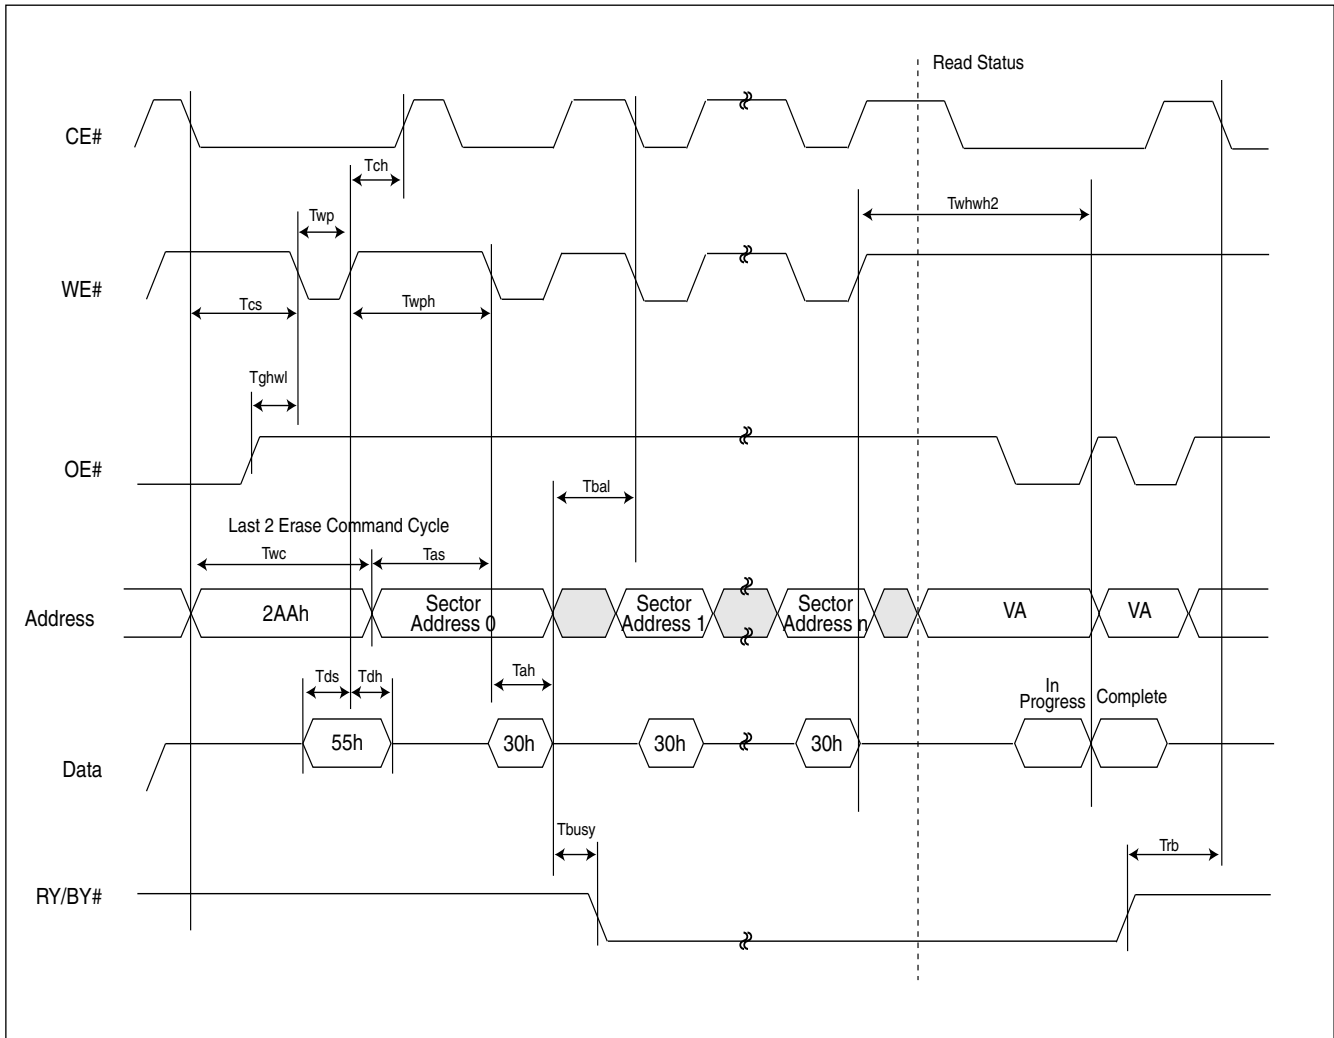 Read Status
CE#
Tch
Twp
Twhwh2
WE#
Tcs
Twph
Tghwl
OE#
Tbal
Last 2 Erase Command Cycle
Twc
Tas
Address
2AAh
Sector
Address 0
Sector
Address 1
Sector
Address n
VA
VA
Tds
Tdh
Tah
In
Progress
Complete
55h
30h
30h
30h
Data
Tbusy
Trb
RY/BY#